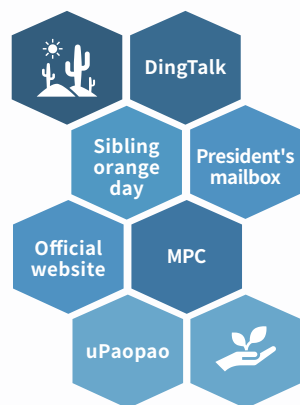 DingTalk
Sibling
orange
day
President's
mailbox
Official
website
MPC
uPaopao